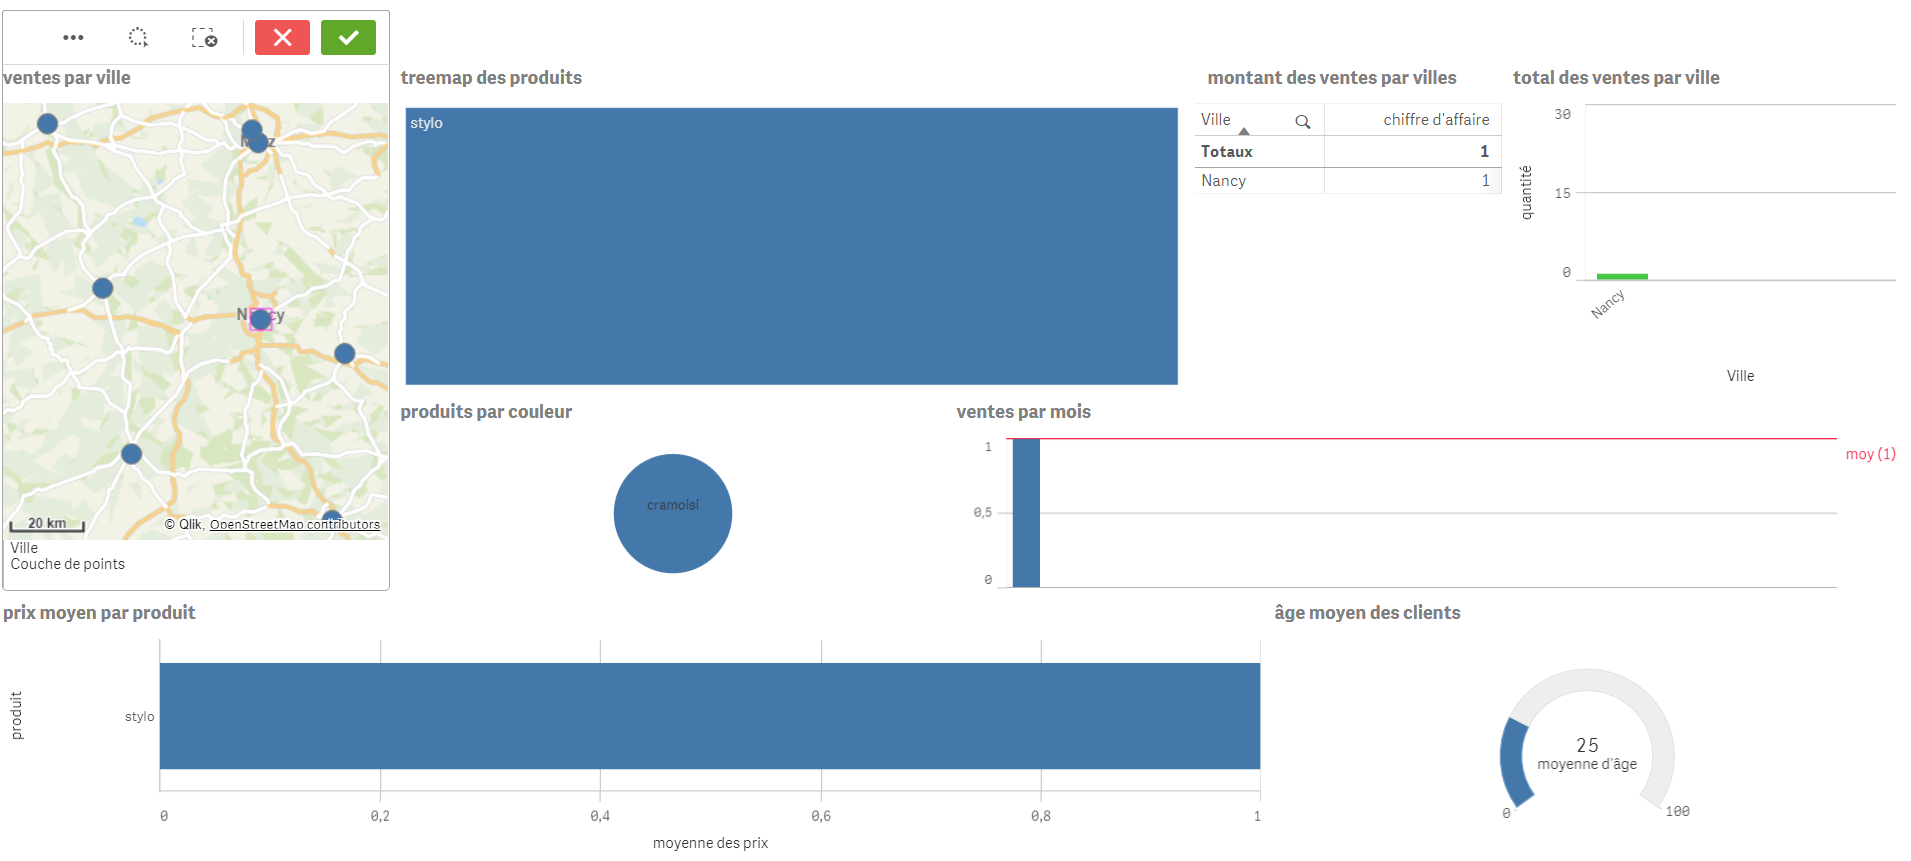 ventes par ville
Nancy
20 km
© Qlik, OpenStreetMap contributors
Ville
Couche de points
treemap des produits
stylo
montant des ventes par villes
Ville
chiffre d'affaire
Totaux
1
Nancy
1
total des ventes par ville
30
15
0
quantité
Nancy
Ville
produits par couleur
cramoisi
ventes par mois
1
0,5
0
moy (1)
prix moyen par produit
produit
stylo
0
0,2
0,4
0,6
0,8
1
moyenne des prix
âge moyen des clients
25
moyenne d'âge
0
100